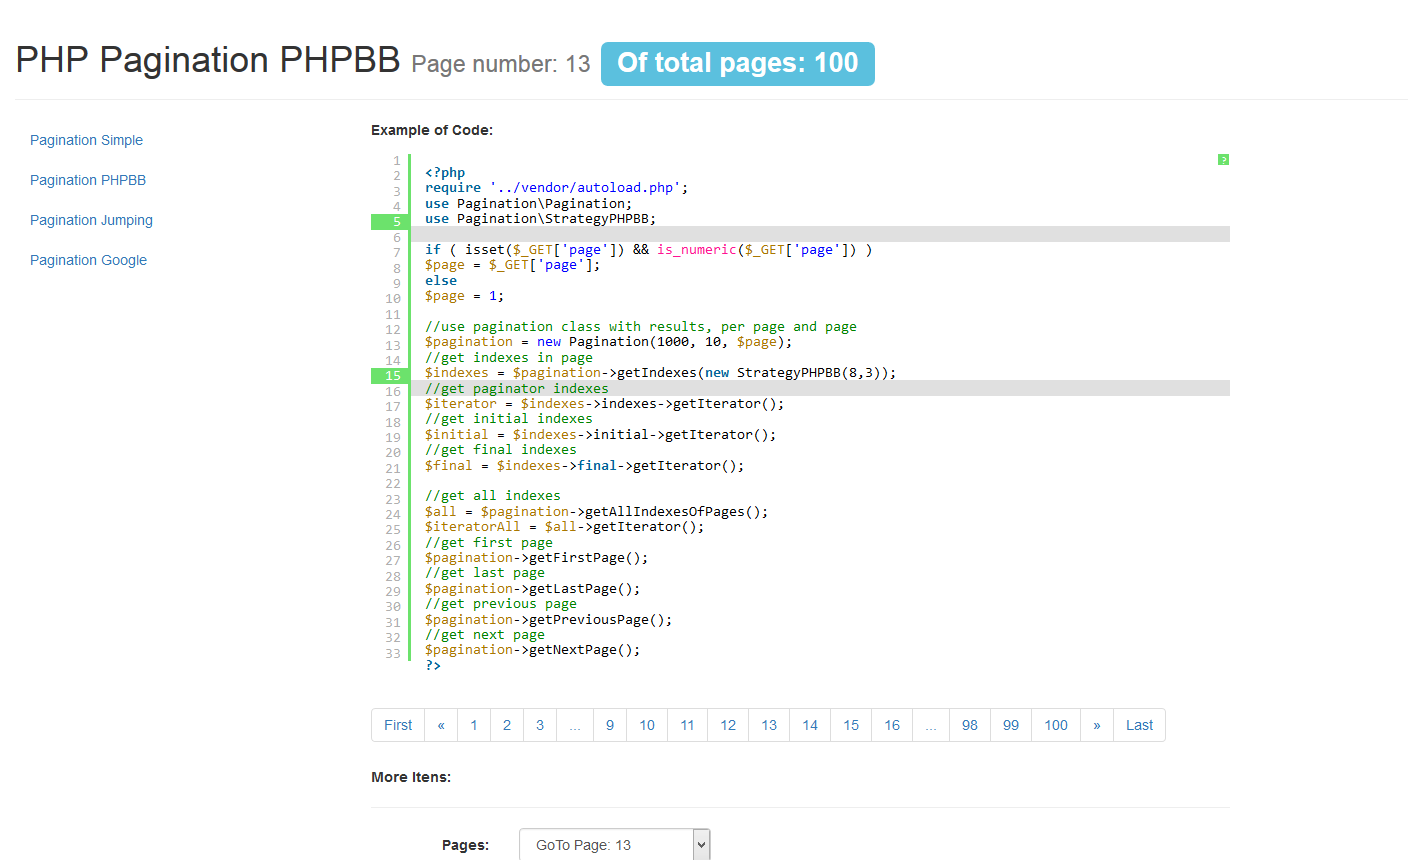 PHP Pagination PHPBB Page number: 13 Of total pages: 100
Pagination Simple
Pagination PHPBB
Pagination Jumping
Pagination Google
Example of Code:
?
1
2 <?php
3 require '../vendor/autoload.php';
4 use Pagination\Pagination;
5 use Pagination\StrategyPHPBB;
6
7 if ( isset($_GET['page']) && is_numeric($_GET['page']) )
8 $page = $_GET['page'];
9 else
10 $page = 1;
11
12 //use pagination class with results, per page and page
13 $pagination = new Pagination(1000, 10, $page);
14 //get indexes in page
15 $indexes = $pagination->getIndexes(new StrategyPHPBB(8,3));
16 //get paginator indexes
17 $iterator = $indexes->indexes->getIterator();
18 //get initial indexes
19 $initial = $indexes->initial->getIterator();
20 //get final indexes
21 $final = $indexes->final->getIterator();
22
23 //get all indexes
24 $all = $pagination->getAllIndexesOfPages();
25 $iteratorAll = $all->getIterator();
26 //get first page
27 $pagination->getFirstPage();
28 //get last page
29 $pagination->getLastPage();
30 //get previous page
31 $pagination->getPreviousPage();
32 //get next page
33 $pagination->getNextPage();
?>
First « 1 2 3 ... 9 10 11 12 13 14 15 16 ... 98 99 100 » Last
More Itens:
Pages: GoTo Page: 13